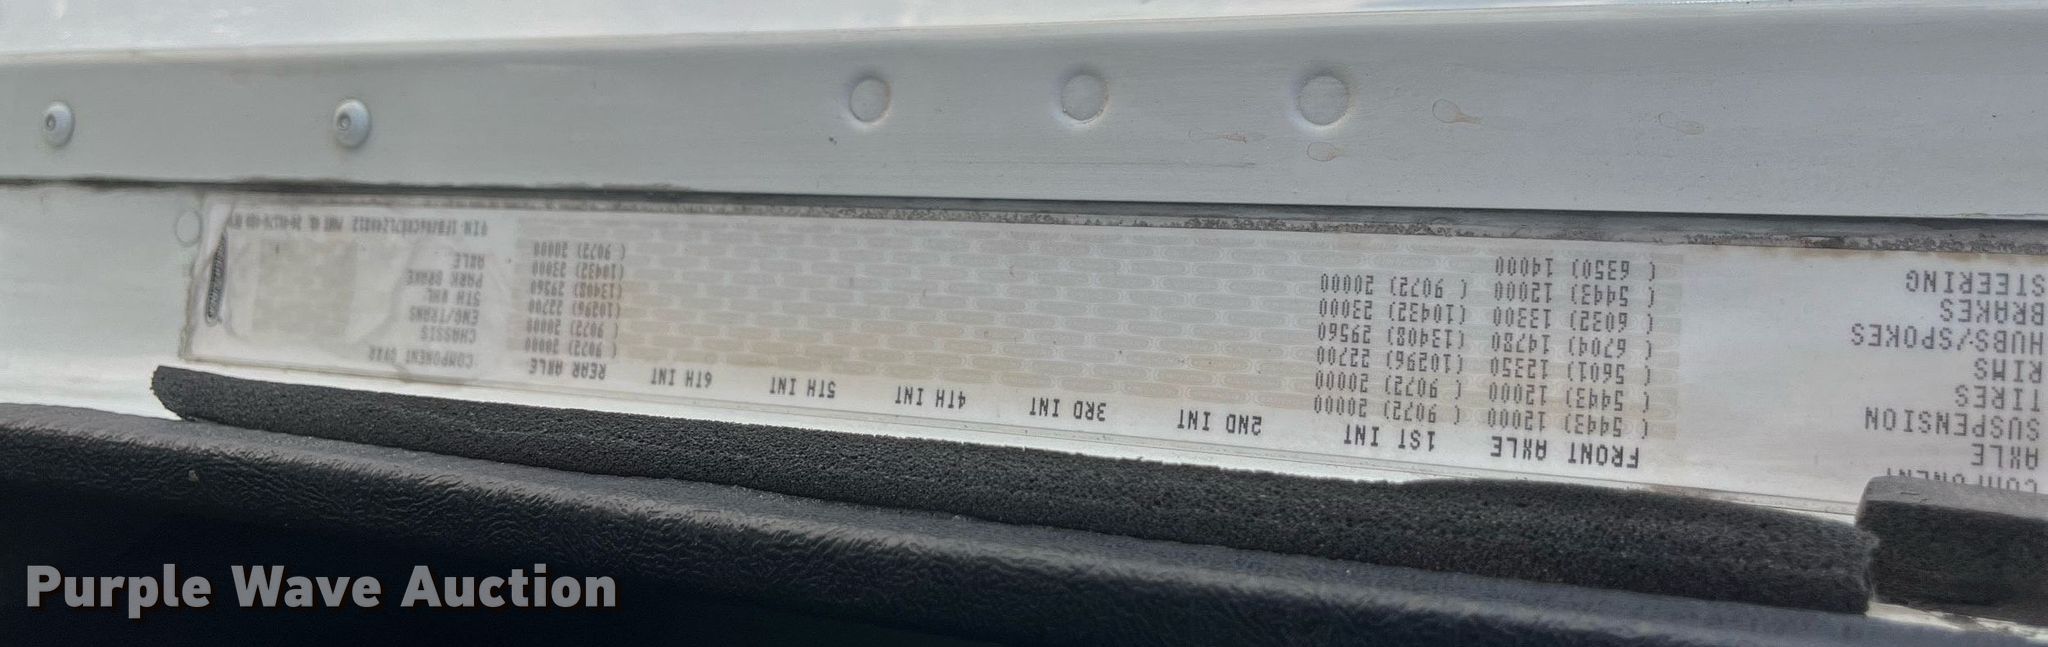 COMPONENT FRONT AXLE 1ST INT 2ND INT 3RD INT 4TH INT 5TH INT 6TH INT REAR AXLE COMPONENT GVWR
AXLE ( 5443) 12000 ( 9072) 20000 ( 9072) 20000 CHASSIS
SUSPENSION ( 5443) 12000 ( 9072) 20000 ( 9072) 20000 ENG/TRANS
TIRES ( 5601) 12350 (10296) 22700 (10296) 22700 5TH WHL
RIMS ( 6704) 14780 (13408) 29560 (13408) 29560 PARK BRAKE
HUBS/SPOKES ( 6032) 13300 (10432) 23000 (10432) 23000 AXLE
BRAKES ( 5443) 12000 ( 9072) 20000 ( 9072) 20000
STEERING ( 6350) 14000
VIN
Purple Wave Auction